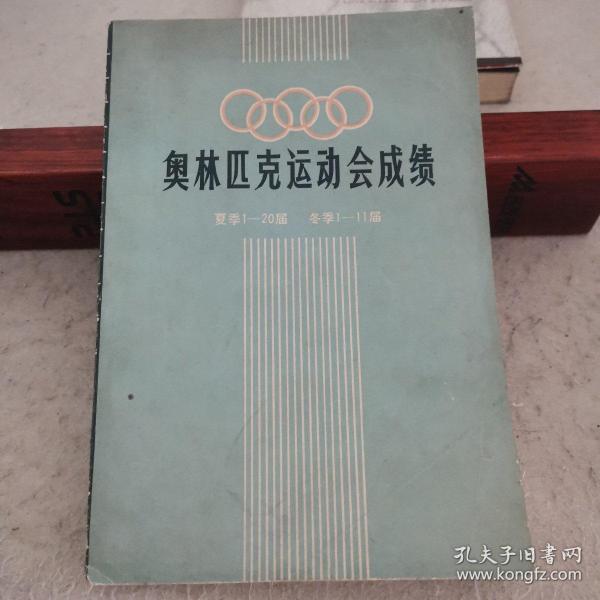 奥林匹克运动会成绩
夏季1—20届 冬季1—11届
孔夫子旧书网
www.kongfz.com